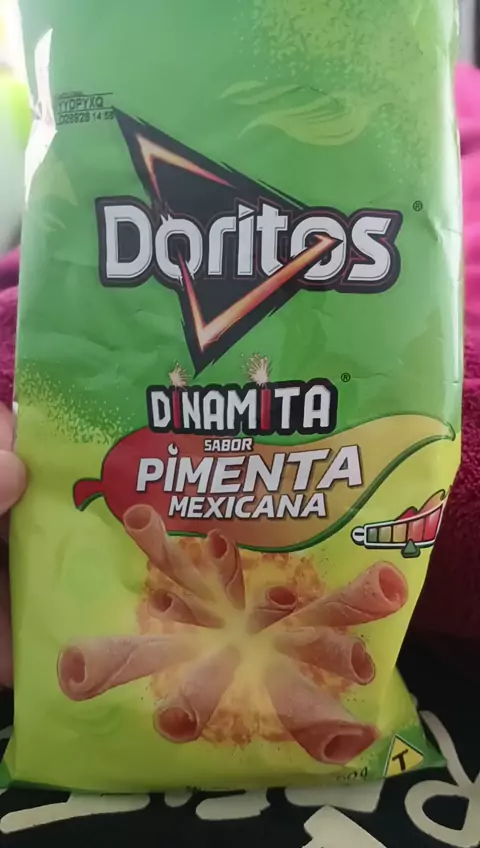 Doritos®
DINAMITA®
SABOR
PIMENTA
MEXICANA
T